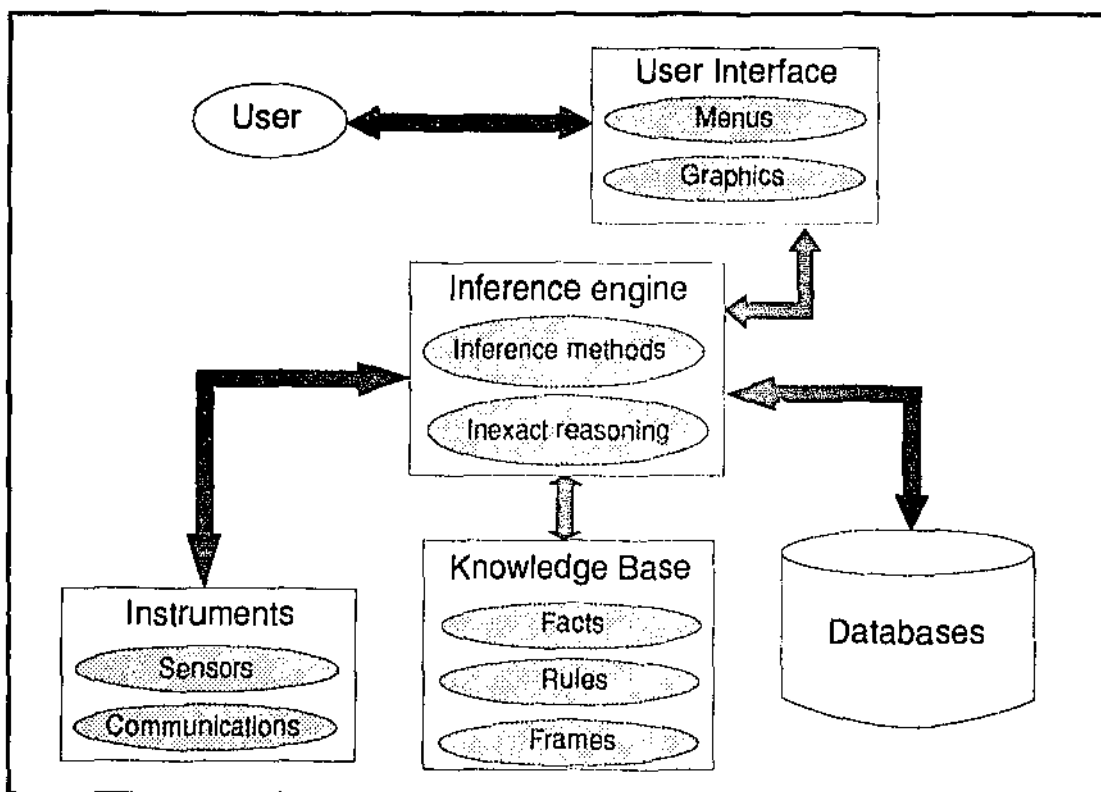 User
User Interface
Menus
Graphics
Inference engine
Inference methods
Inexact reasoning
Instruments
Sensors
Communications
Knowledge Base
Facts
Rules
Frames
Databases